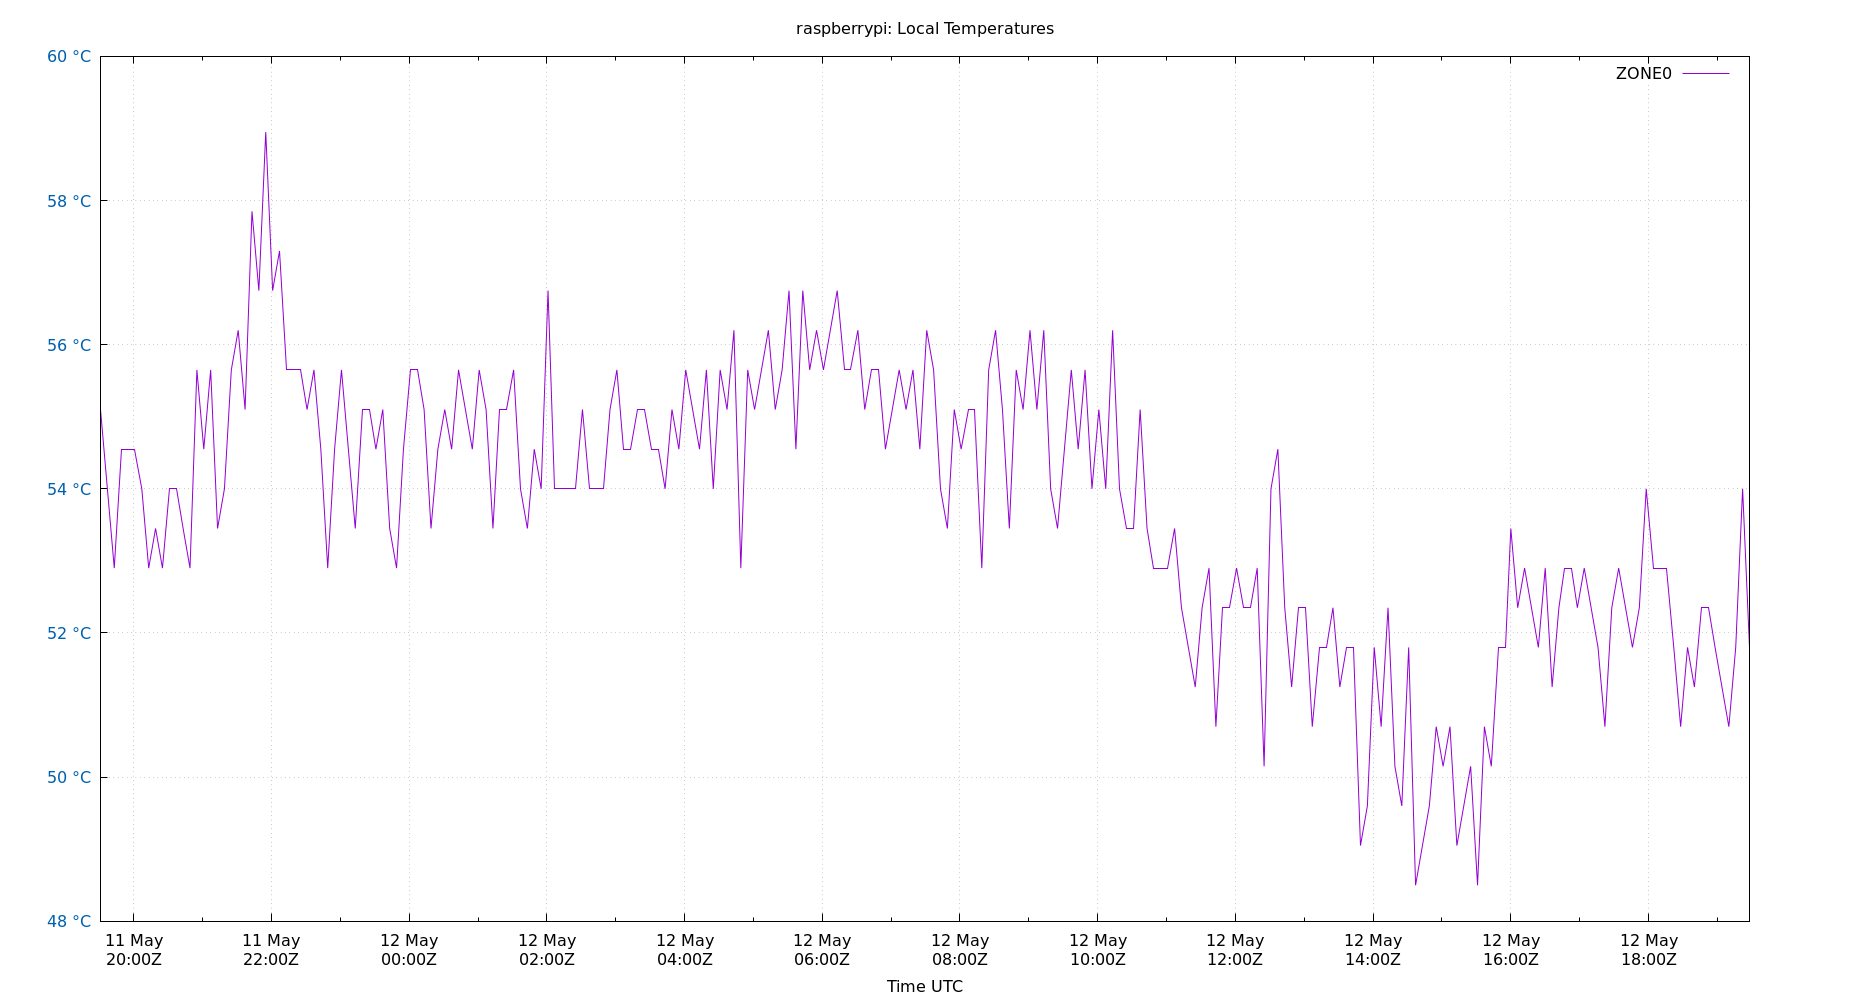 raspberrypi: Local Temperatures
60 °C
ZONE0
58 °C
56 °C
54 °C
52 °C
50 °C
48 °C
11 May 11 May 12 May 12 May 12 May 12 May 12 May 12 May 12 May 12 May 12 May 12 May
20:00Z 22:00Z 00:00Z 02:00Z 04:00Z 06:00Z 08:00Z 10:00Z 12:00Z 14:00Z 16:00Z 18:00Z
Time UTC